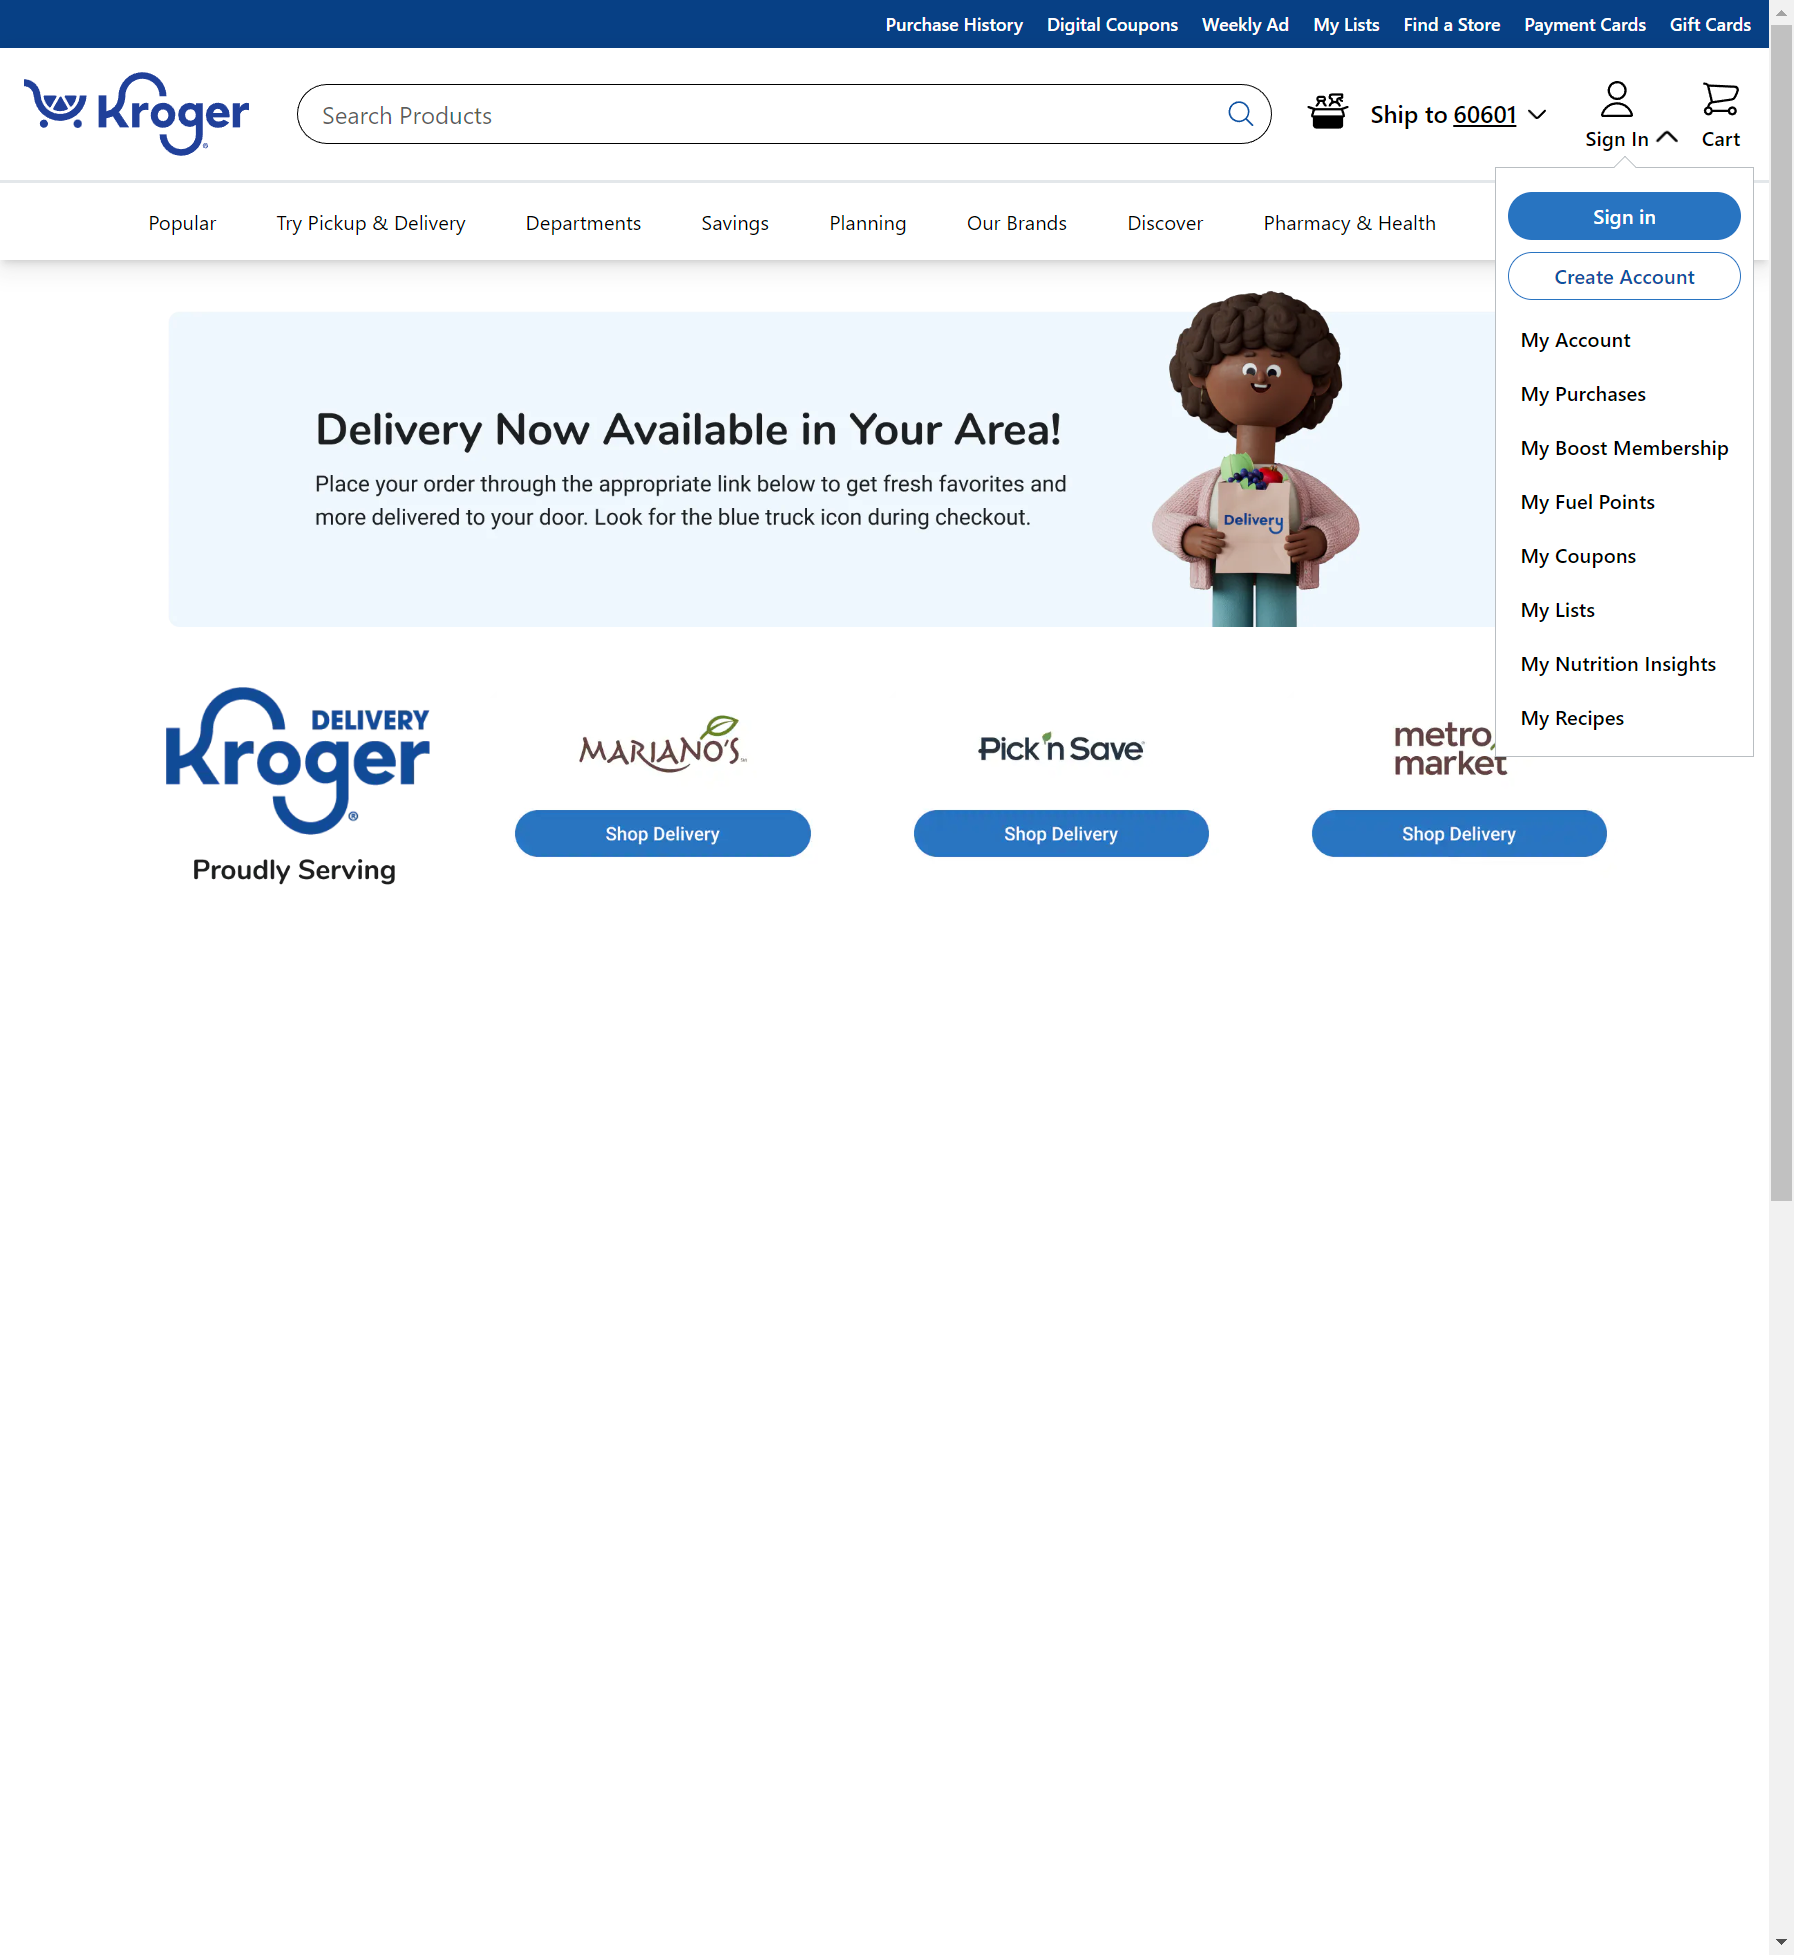 Purchase History Digital Coupons Weekly Ad My Lists Find a Store Payment Cards Gift Cards
Kroger
Search Products
Ship to 60601
Sign In
Cart
Popular Try Pickup & Delivery Departments Savings Planning Our Brands Discover Pharmacy & Health
Sign in
Create Account
My Account
My Purchases
My Boost Membership
My Fuel Points
My Coupons
My Lists
My Nutrition Insights
My Recipes
Delivery Now Available in Your Area!
Place your order through the appropriate link below to get fresh favorites and
more delivered to your door. Look for the blue truck icon during checkout.
Delivery
DELIVERY
Kroger®
Proudly Serving
MARIANO'S℠
Shop Delivery
Pick 'n Save
Shop Delivery
metro
market
Shop Delivery